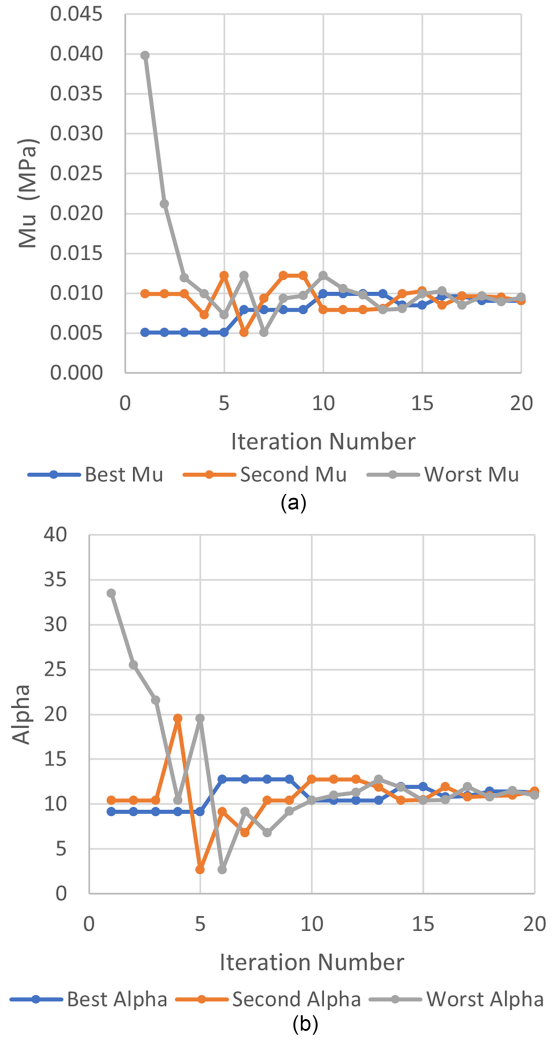 0.045
0.040
0.035
0.030
0.025
0.020
0.015
0.010
0.005
0.000
Mu (MPa)
0 5 10 15 20
Iteration Number
Best Mu Second Mu Worst Mu
(a)
40
35
30
25
20
15
10
5
0
Alpha
0 5 10 15 20
Iteration Number
Best Alpha Second Alpha Worst Alpha
(b)